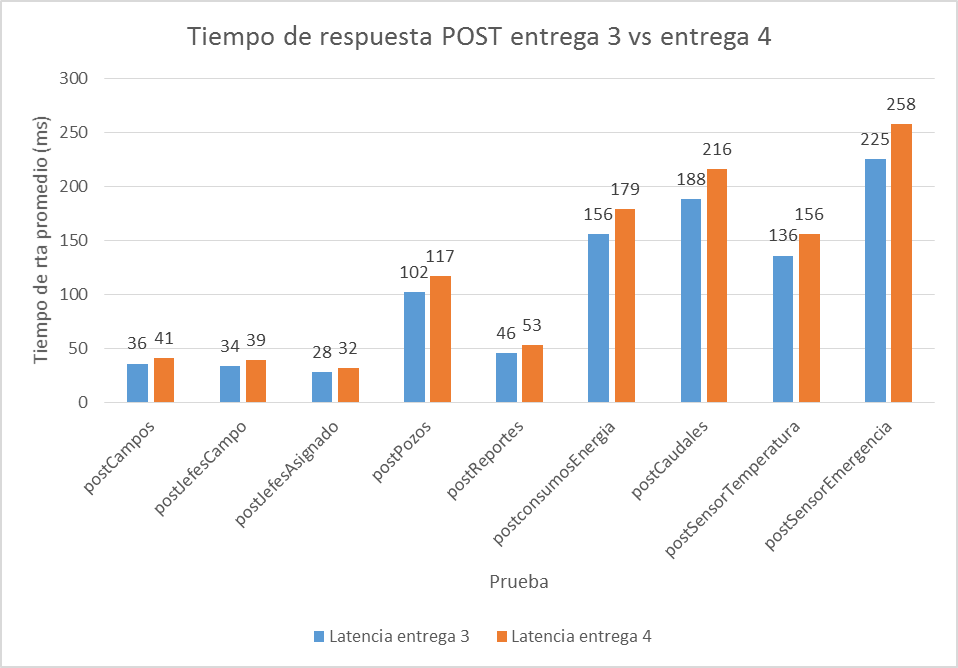 Tiempo de respuesta POST entrega 3 vs entrega 4
Tiempo de rta promedio (ms)
300
250
200
150
100
50
0
36 41
34 39
28 32
102 117
46 53
156 179
188 216
136 156
225 258
postCampos
postJefesCampo
postJefesAsignado
postPozos
postReportes
postconsumosEnergia
postCaudales
postSensorTemperatura
postSensorEmergencia
Prueba
Latencia entrega 3 Latencia entrega 4